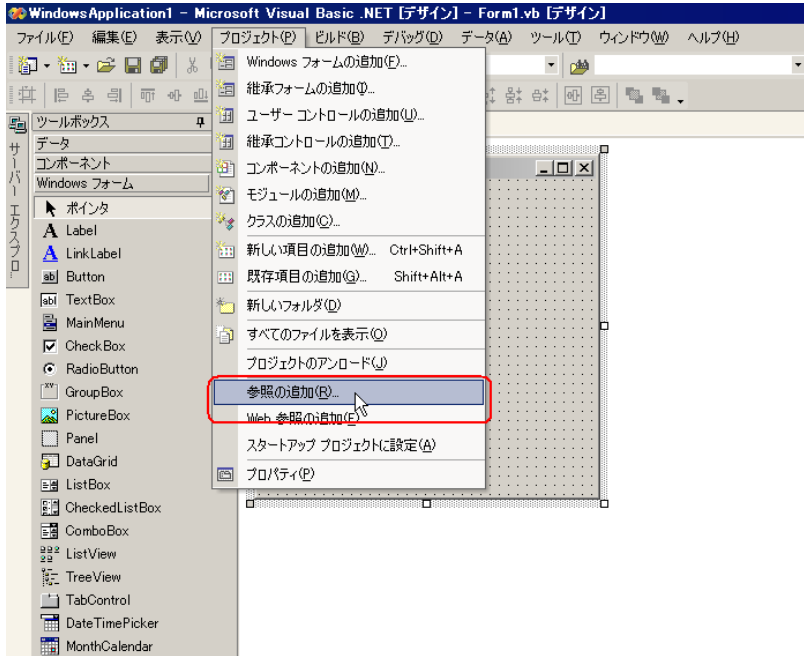 WindowsApplication1 - Microsoft Visual Basic .NET [デザイン] - Form1.vb [デザイン]
ファイル(F) 編集(E) 表示(V) プロジェクト(P) ビルド(B) デバッグ(D) データ(A) ツール(T) ウィンドウ(W) ヘルプ(H)
サーバー エクスプロー
ツールボックス
データ
コンポーネント
Windows フォーム
ポインタ
Label
LinkLabel
Button
TextBox
MainMenu
CheckBox
RadioButton
GroupBox
PictureBox
Panel
DataGrid
ListBox
CheckedListBox
ComboBox
ListView
TreeView
TabControl
DateTimePicker
MonthCalendar
Windows フォームの追加(F)...
継承フォームの追加(I)...
ユーザー コントロールの追加(U)...
継承コントロールの追加(T)...
コンポーネントの追加(N)...
モジュールの追加(M)...
クラスの追加(C)...
新しい項目の追加(W)... Ctrl+Shift+A
既存項目の追加(G)... Shift+Alt+A
新しいフォルダ(D)
すべてのファイルを表示(O)
プロジェクトのアンロード(J)
参照の追加(R)...
Web 参照の追加(E)
スタートアップ プロジェクトに設定(A)
プロパティ(P)